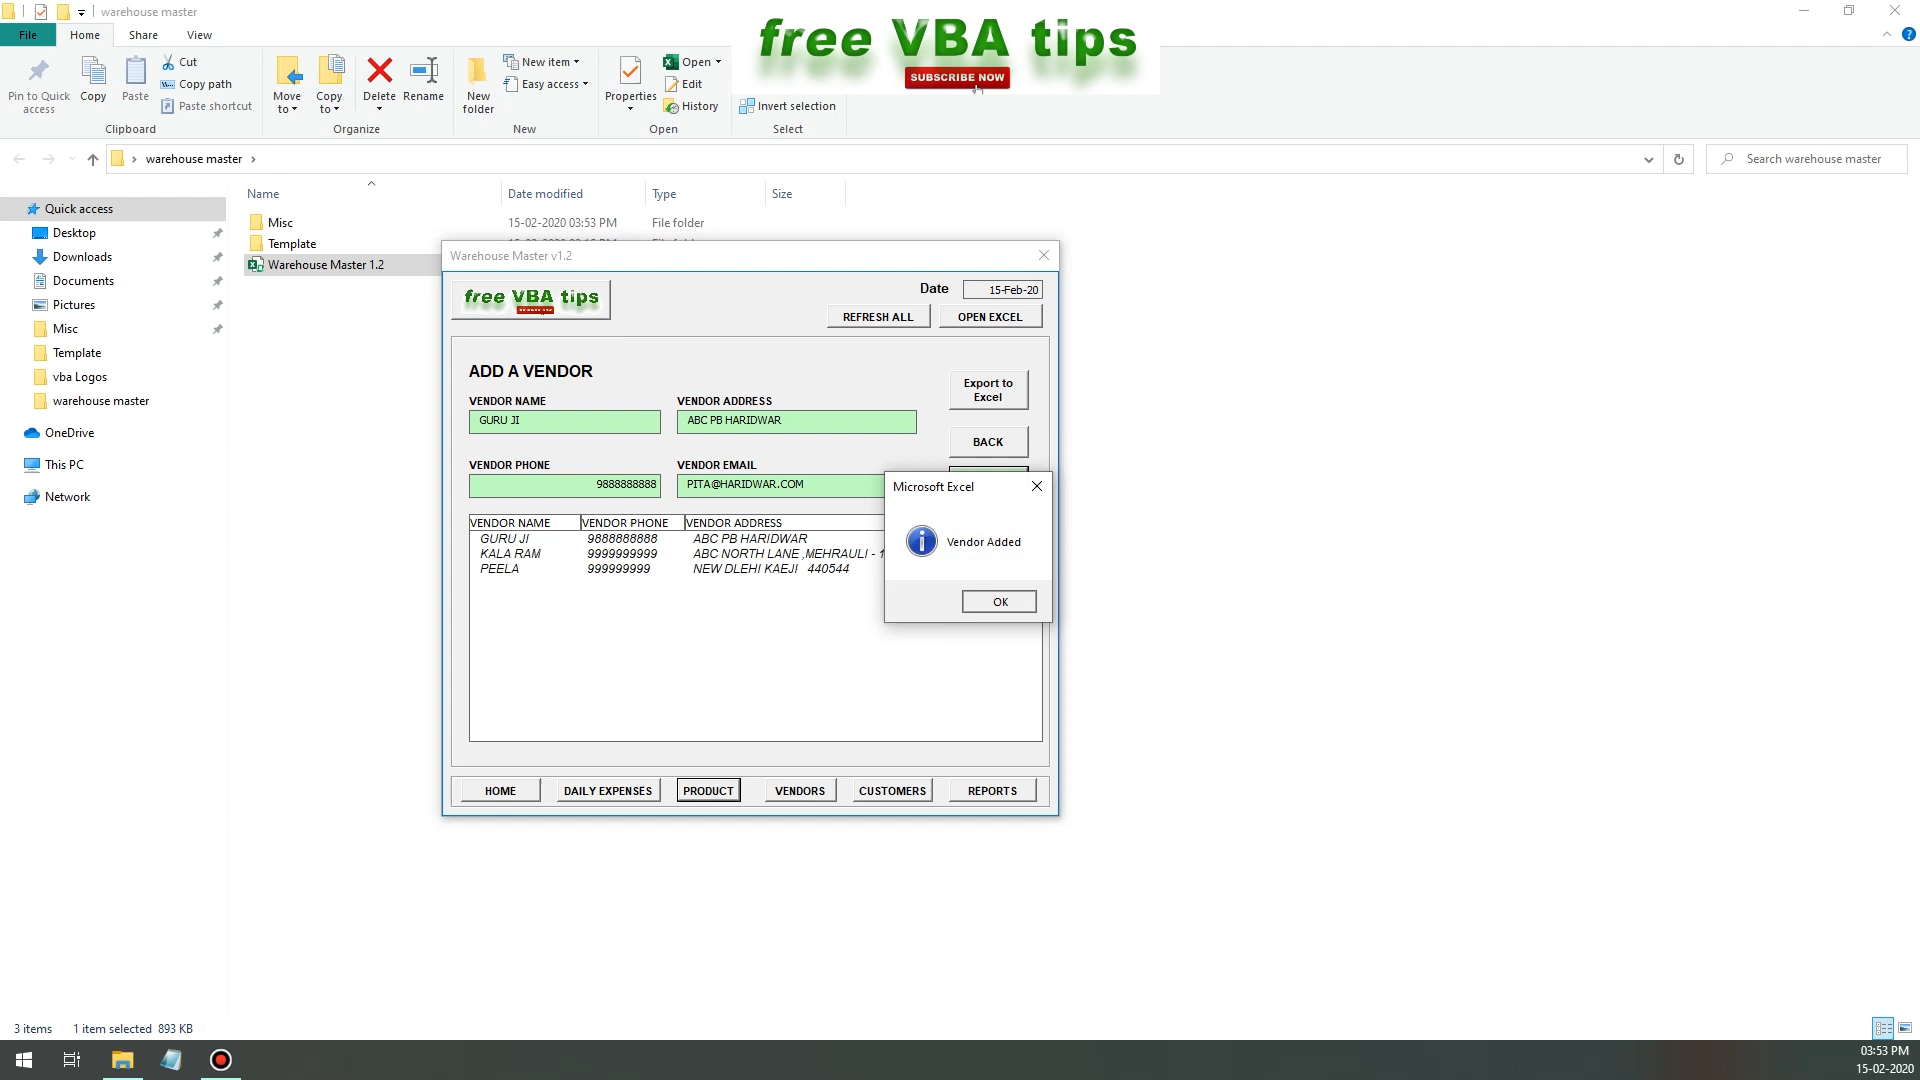 warehouse master
File
Home
Share
View
Pin to Quick
access
Copy
Paste
Cut
Copy path
Paste shortcut
Clipboard
Move
to
Copy
to
Delete
Rename
Organize
New
folder
New item
Easy access
New
Properties
Open
Edit
History
Open
Invert selection
Select
free VBA tips
SUBSCRIBE NOW
warehouse master
Search warehouse master
Name
Date modified
Type
Size
Misc
15-02-2020 03:53 PM
File folder
Template
Warehouse Master 1.2
Quick access
Desktop
Downloads
Documents
Pictures
Misc
Template
vba Logos
warehouse master
OneDrive
This PC
Network
Warehouse Master v1.2
free VBA tips
Date
15-Feb-20
REFRESH ALL
OPEN EXCEL
ADD A VENDOR
VENDOR NAME
VENDOR ADDRESS
GURU JI
ABC PB HARIDWAR
Export to
Excel
BACK
VENDOR PHONE
VENDOR EMAIL
9888888888
PITA@HARIDWAR.COM
VENDOR NAME VENDOR PHONE VENDOR ADDRESS
GURU JI 9888888888 ABC PB HARIDWAR
KALA RAM 9999999999 ABC NORTH LANE ,MEHRAULI - 1
PEELA 999999999 NEW DLEHI KAEJI 440544
Microsoft Excel
Vendor Added
OK
HOME
DAILY EXPENSES
PRODUCT
VENDORS
CUSTOMERS
REPORTS
3 items
1 item selected 893 KB
03:53 PM
15-02-2020